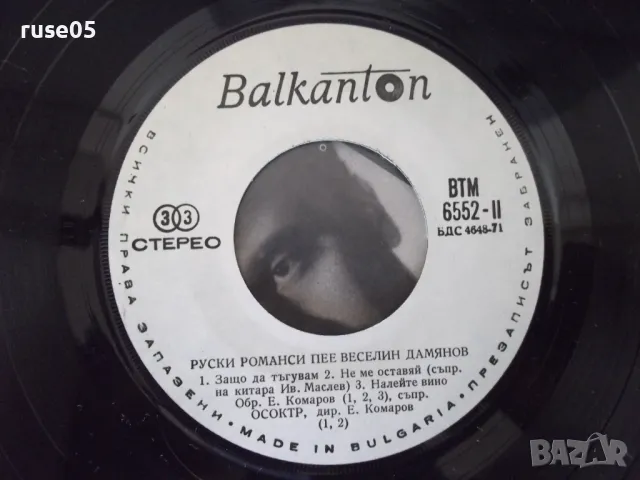 ruse05
Balkanton
ВСИЧКИ ПРАВА ЗАПАЗЕНИ • MADE IN BULGARIA • ПРЕЗАПИСЪТ ЗАБРАНЕН
33
СТЕРЕО
ВТМ
6552-II
БДС 4648-71
РУСКИ РОМАНСИ ПЕЕ ВЕСЕЛИН ДАМЯНОВ
1. Защо да тъгувам 2. Не ме оставяй (съпр.
на китара Ив. Маслев) 3. Налейте вино
Обр. Е. Комаров (1, 2, 3), съпр.
ОСОКТР, дир. Е. Комаров
(1, 2)
BAZAR